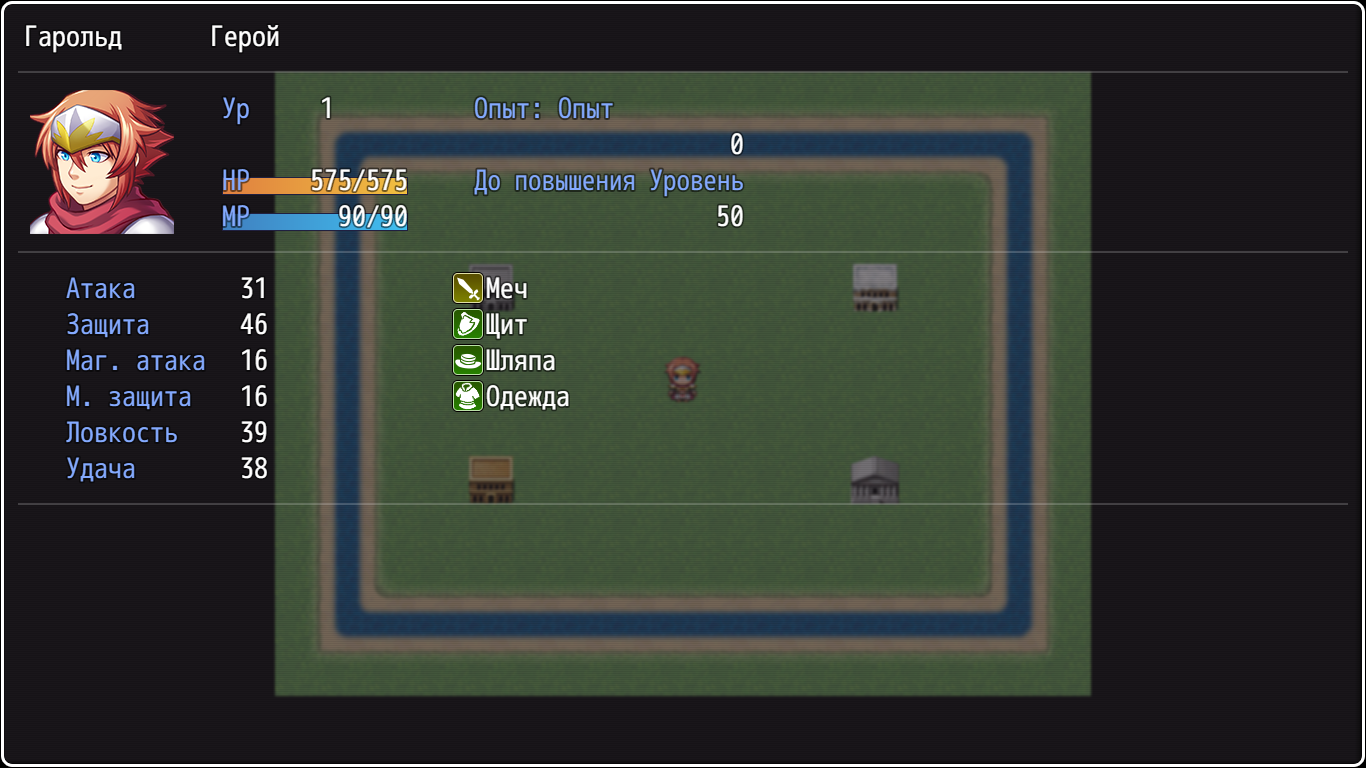 Гарольд Герой
Ур 1 Опыт: Опыт
0
HP 575/575 До повышения Уровень
MP 90/90 50
Атака 31 Меч
Защита 46 Щит
Маг. атака 16 Шляпа
М. защита 16 Одежда
Ловкость 39
Удача 38